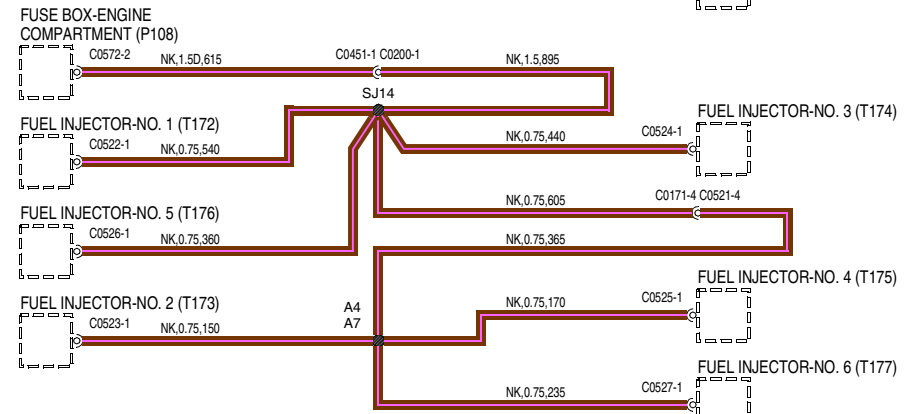 FUSE BOX-ENGINE
COMPARTMENT (P108)
C0572-2
NK,1.5D,615
C0451-1 C0200-1
NK,1.5,895
SJ14
FUEL INJECTOR-NO. 1 (T172)
C0522-1
NK,0.75,540
NK,0.75,440
C0524-1
FUEL INJECTOR-NO. 3 (T174)
FUEL INJECTOR-NO. 5 (T176)
C0526-1
NK,0.75,360
NK,0.75,605
C0171-4 C0521-4
NK,0.75,365
FUEL INJECTOR-NO. 2 (T173)
C0523-1
NK,0.75,150
A4
A7
NK,0.75,170
C0525-1
FUEL INJECTOR-NO. 4 (T175)
NK,0.75,235
C0527-1
FUEL INJECTOR-NO. 6 (T177)